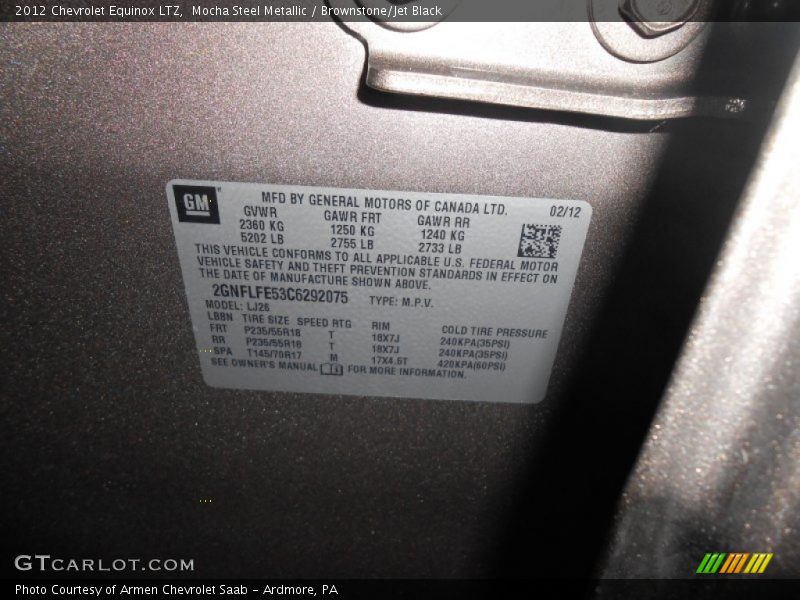 2012 Chevrolet Equinox LTZ, Mocha Steel Metallic / Brownstone/Jet Black
GM
MFD BY GENERAL MOTORS OF CANADA LTD. 02/12
GVWR GAWR FRT GAWR RR
2360 KG 1250 KG 1240 KG
5202 LB 2755 LB 2733 LB
THIS VEHICLE CONFORMS TO ALL APPLICABLE U.S. FEDERAL MOTOR
VEHICLE SAFETY AND THEFT PREVENTION STANDARDS IN EFFECT ON
THE DATE OF MANUFACTURE SHOWN ABOVE.
2GNFLFE53C6292075 TYPE: M.P.V.
MODEL: LJ26
LBBN TIRE SIZE SPEED RTG RIM COLD TIRE PRESSURE
FRT P235/55R18 T 18X7J 240KPA(35PSI)
RR P235/55R18 T 18X7J 240KPA(35PSI)
SPA T145/70R17 M 17X4.5T 420KPA(60PSI)
SEE OWNER'S MANUAL FOR MORE INFORMATION.
GTCARLOT.COM
Photo Courtesy of Armen Chevrolet Saab - Ardmore, PA